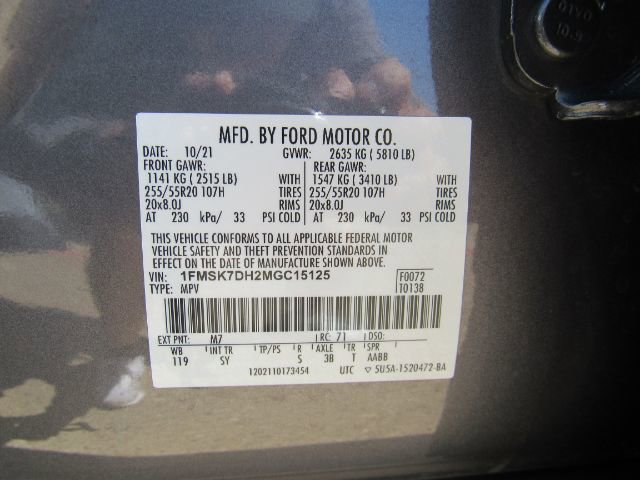 OIVO
10.9
MFD. BY FORD MOTOR CO.
DATE: 10/21 GVWR: 2635 KG ( 5810 LB)
FRONT GAWR: REAR GAWR:
1141 KG ( 2515 LB) WITH 1547 KG ( 3410 LB) WITH
255/55R20 107H TIRES 255/55R20 107H TIRES
20x8.0J RIMS 20x8.0J RIMS
AT 230 kPa/ 33 PSI COLD AT 230 kPa/ 33 PSI COLD
THIS VEHICLE CONFORMS TO ALL APPLICABLE FEDERAL MOTOR
VEHICLE SAFETY AND THEFT PREVENTION STANDARDS IN
EFFECT ON THE DATE OF MANUFACTURE SHOWN ABOVE.
VIN: 1FMSK7DH2MGC15125 F0072
TYPE: MPV T0138
EXT PNT: M7 RC: 71 DSO:
WB INT TR TP/PS R AXLE TR SPR
119 SY S 3B T AABB
1202110173454 UTC ▽ 5U5A-1520472-BA